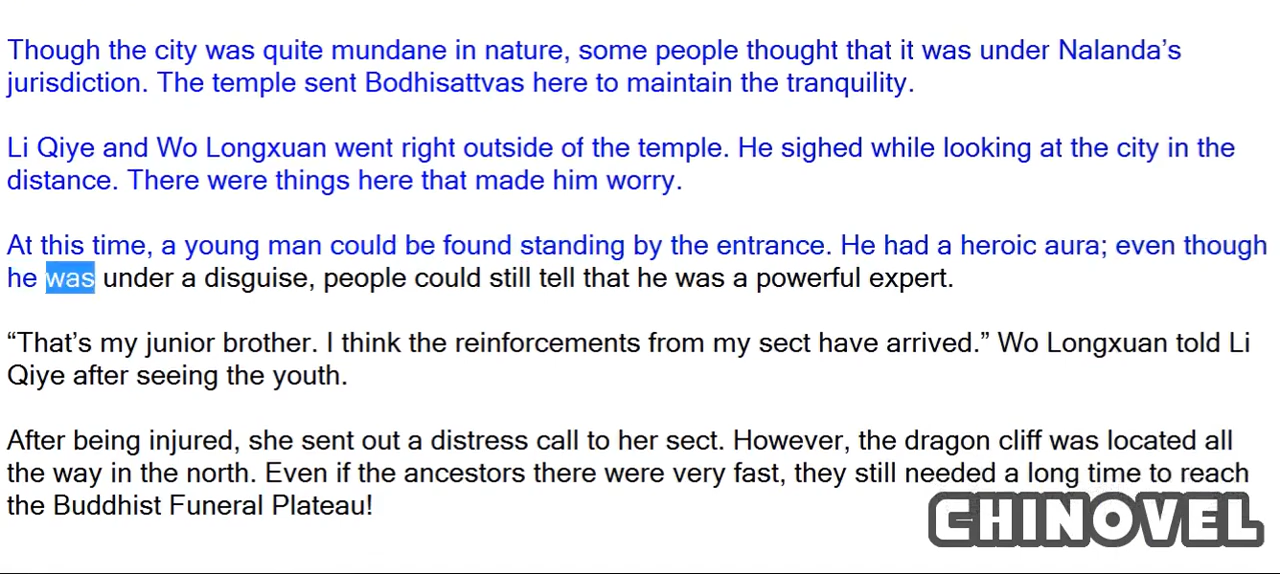 Though the city was quite mundane in nature, some people thought that it was under Nalanda’s
jurisdiction. The temple sent Bodhisattvas here to maintain the tranquility.
Li Qiye and Wo Longxuan went right outside of the temple. He sighed while looking at the city in the
distance. There were things here that made him worry.
At this time, a young man could be found standing by the entrance. He had a heroic aura; even though
he was under a disguise, people could still tell that he was a powerful expert.
“That’s my junior brother. I think the reinforcements from my sect have arrived.” Wo Longxuan told Li
Qiye after seeing the youth.
After being injured, she sent out a distress call to her sect. However, the dragon cliff was located all
the way in the north. Even if the ancestors there were very fast, they still needed a long time to reach
the Buddhist Funeral Plateau!
CHINOVEL